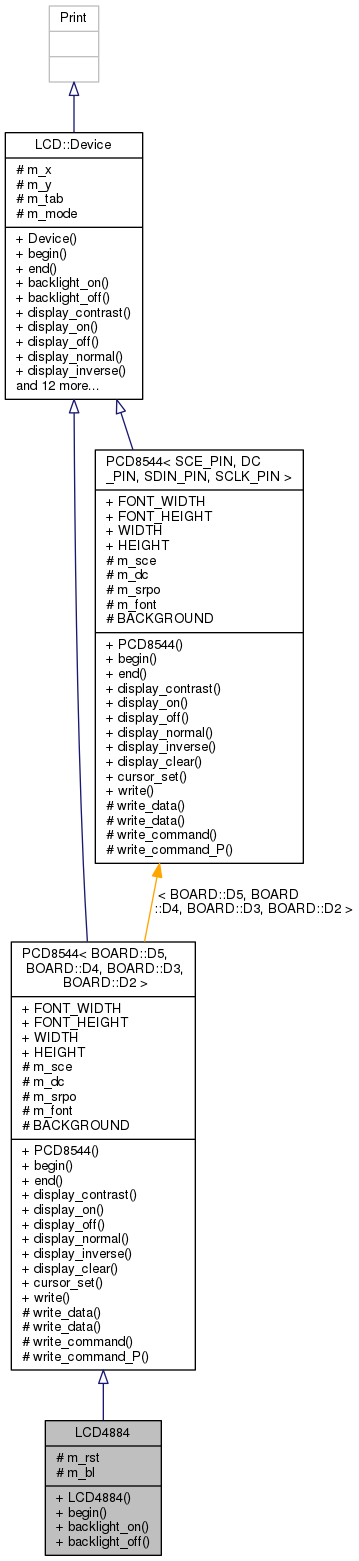 Print
LCD::Device
# m_x
# m_y
# m_tab
# m_mode
+ Device()
+ begin()
+ end()
+ backlight_on()
+ backlight_off()
+ display_contrast()
+ display_on()
+ display_off()
+ display_normal()
+ display_inverse()
and 12 more...
PCD8544< SCE_PIN, DC
_PIN, SDIN_PIN, SCLK_PIN >
+ FONT_WIDTH
+ FONT_HEIGHT
+ WIDTH
+ HEIGHT
# m_sce
# m_dc
# m_srpo
# m_font
# BACKGROUND
+ PCD8544()
+ begin()
+ end()
+ display_contrast()
+ display_on()
+ display_off()
+ display_normal()
+ display_inverse()
+ display_clear()
+ cursor_set()
+ write()
# write_data()
# write_data()
# write_command()
# write_command_P()
< BOARD::D5, BOARD
::D4, BOARD::D3, BOARD::D2 >
PCD8544< BOARD::D5,
BOARD::D4, BOARD::D3,
BOARD::D2 >
+ FONT_WIDTH
+ FONT_HEIGHT
+ WIDTH
+ HEIGHT
# m_sce
# m_dc
# m_srpo
# m_font
# BACKGROUND
+ PCD8544()
+ begin()
+ end()
+ display_contrast()
+ display_on()
+ display_off()
+ display_normal()
+ display_inverse()
+ display_clear()
+ cursor_set()
+ write()
# write_data()
# write_data()
# write_command()
# write_command_P()
LCD4884
# m_rst
# m_bl
+ LCD4884()
+ begin()
+ backlight_on()
+ backlight_off()